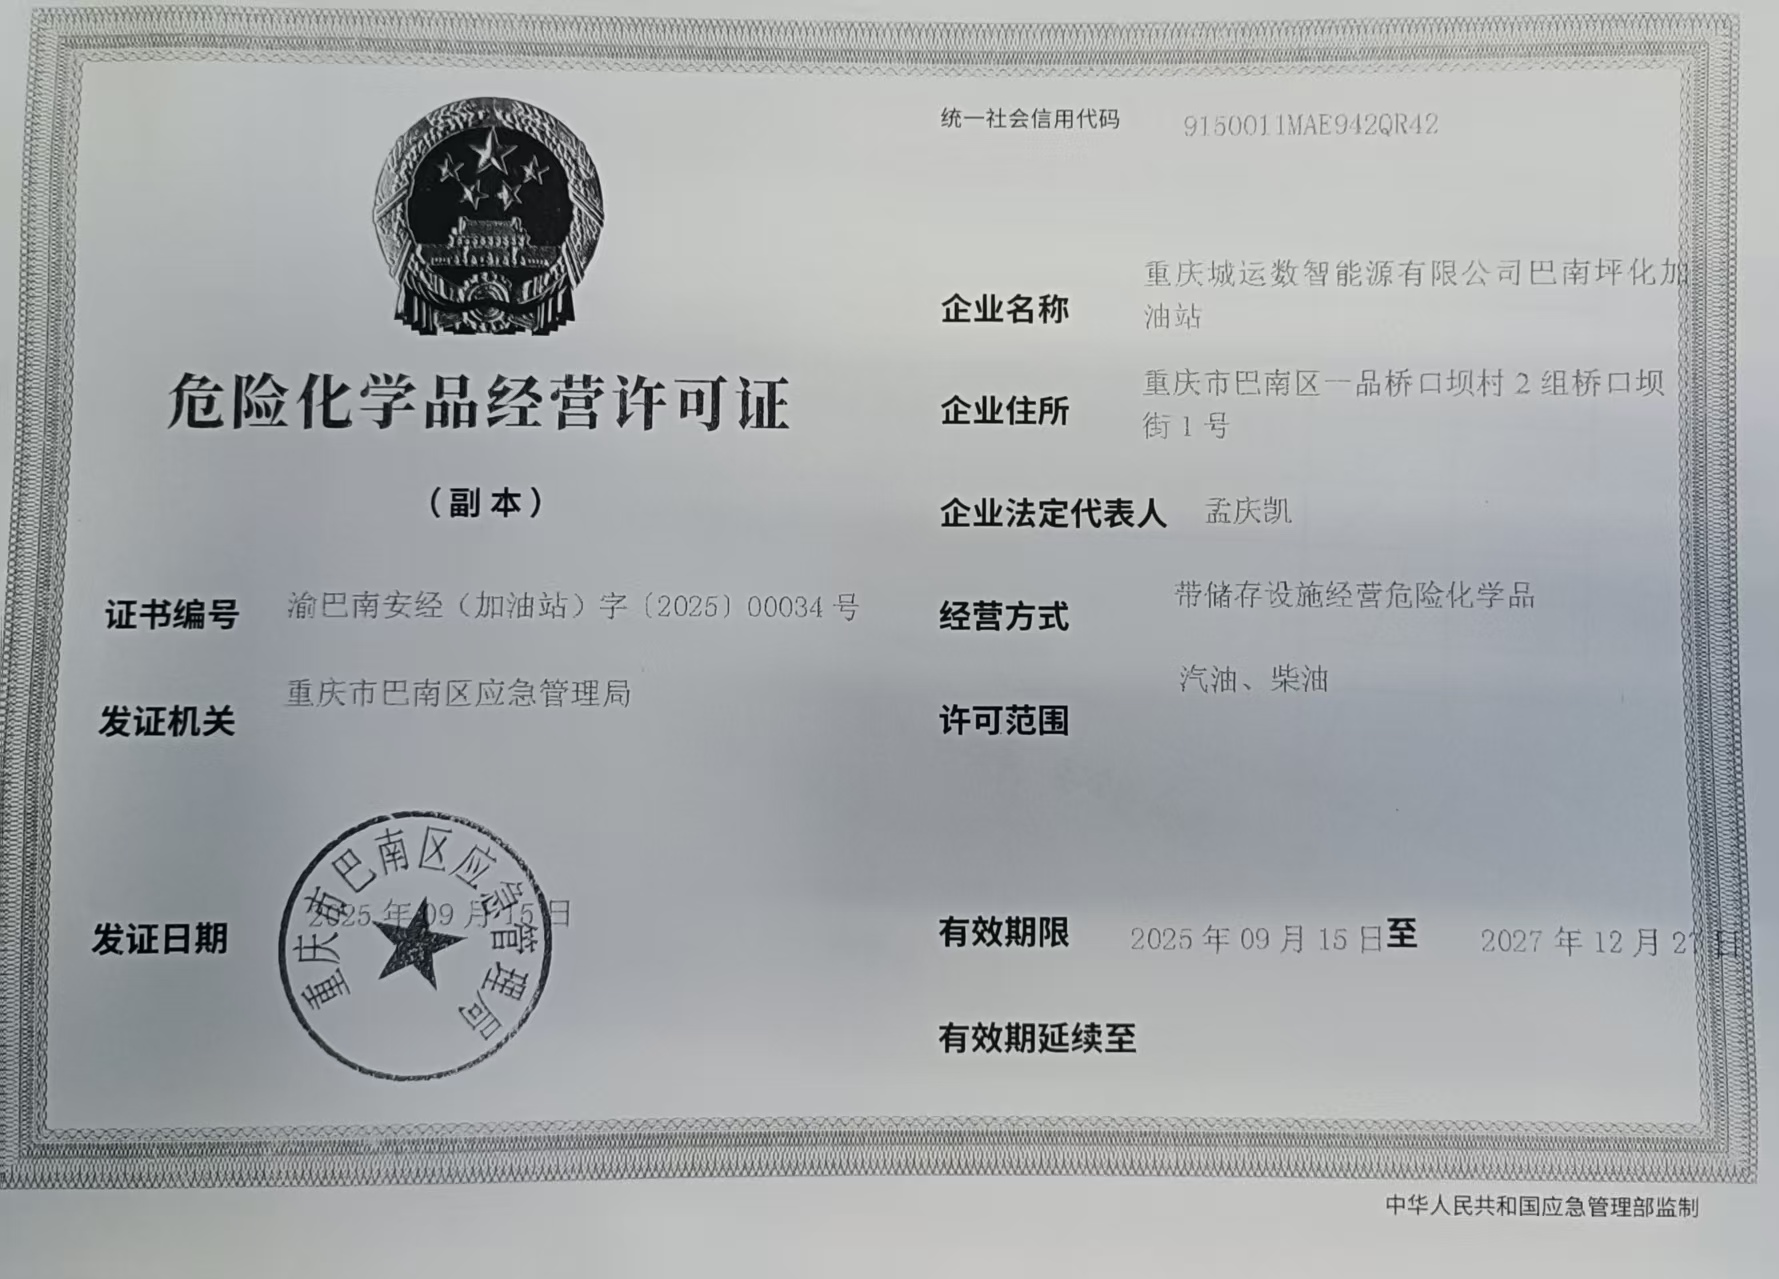 危险化学品经营许可证
（副本）
证书编号 渝巴南安经（加油站）字〔2025〕00034号
发证机关 重庆市巴南区应急管理局
发证日期 2025年09月15日
重庆市巴南区应急管理局
统一社会信用代码 9150011MAE942QR42
企业名称 重庆城运数智能源有限公司巴南坪化加
油站
企业住所 重庆市巴南区一品桥口坝村2组桥口坝
街1号
企业法定代表人 孟庆凯
经营方式 带储存设施经营危险化学品
许可范围 汽油、柴油
有效期限 2025年09月15日至 2027年12月27日
有效期延续至
中华人民共和国应急管理部监制